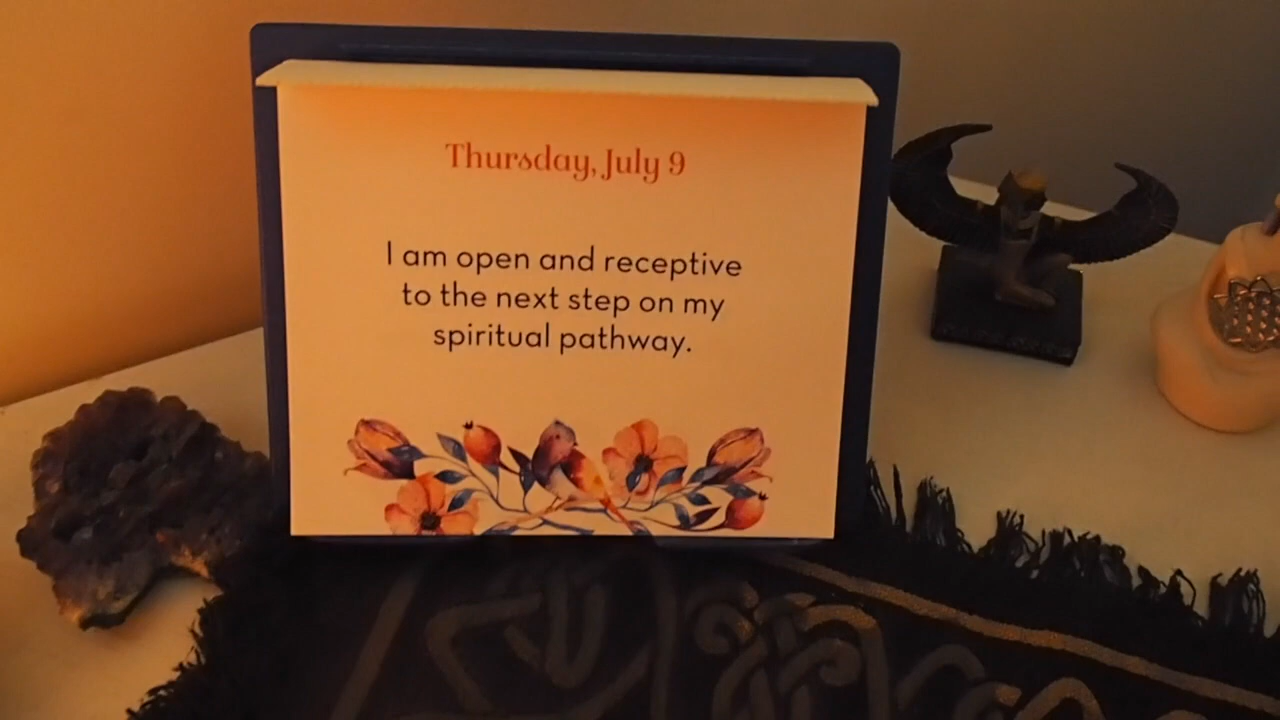 Thursday, July 9
I am open and receptive
to the next step on my
spiritual pathway.